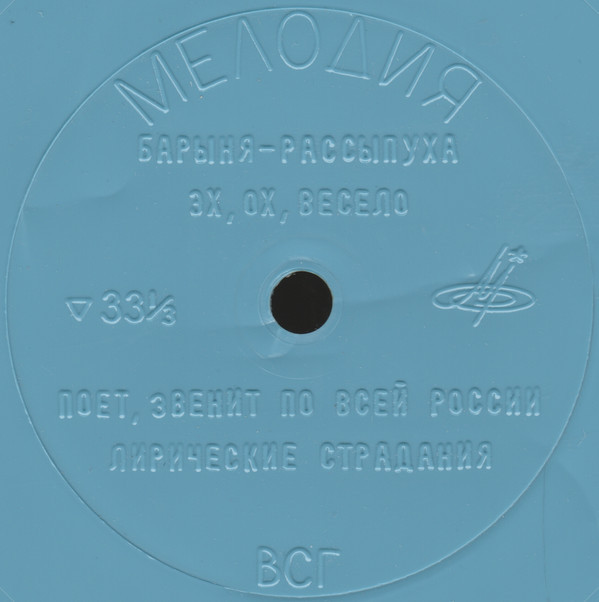 МЕЛОДИЯ
БАРЫНЯ-РАССЫПУХА
ЭХ, ОХ, ВЕСЕЛО
▽ 33⅓
ПОЕТ, ЗВЕНИТ ПО ВСЕЙ РОССИИ
ЛИРИЧЕСКИЕ СТРАДАНИЯ
ВСГ